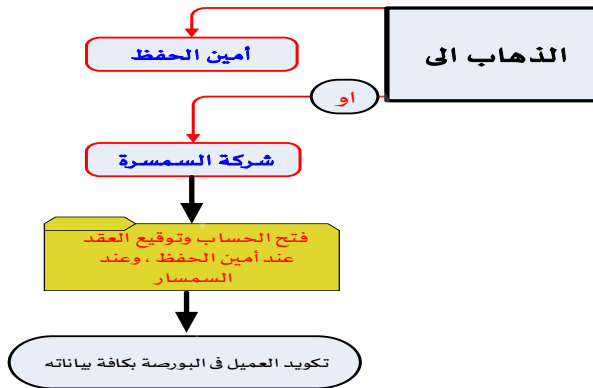 الذهاب الى
أمين الحفظ
او
شركة السمسرة
فتح الحساب وتوقيع العقد
عند أمين الحفظ ، وعند
السمسار
تكويد العميل فى البورصة بكافة بياناته